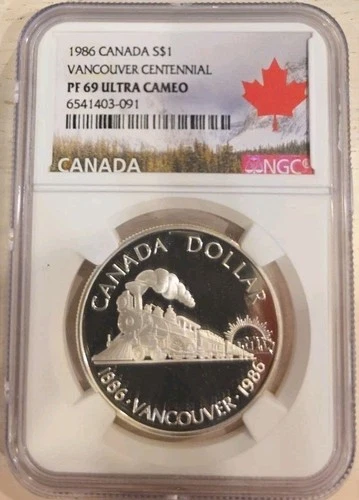 1986 CANADA S$1
VANCOUVER CENTENNIAL
PF 69 ULTRA CAMEO
6541403-091
CANADA
NGC
CANADA DOLLAR
1886 · VANCOUVER · 1986